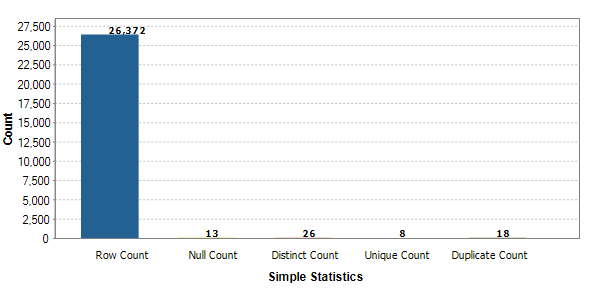 26,372
27,500
25,000
22,500
20,000
17,500
15,000
12,500
10,000
7,500
5,000
2,500
0
Count
13
26
8
18
Row Count
Null Count
Distinct Count
Unique Count
Duplicate Count
Simple Statistics